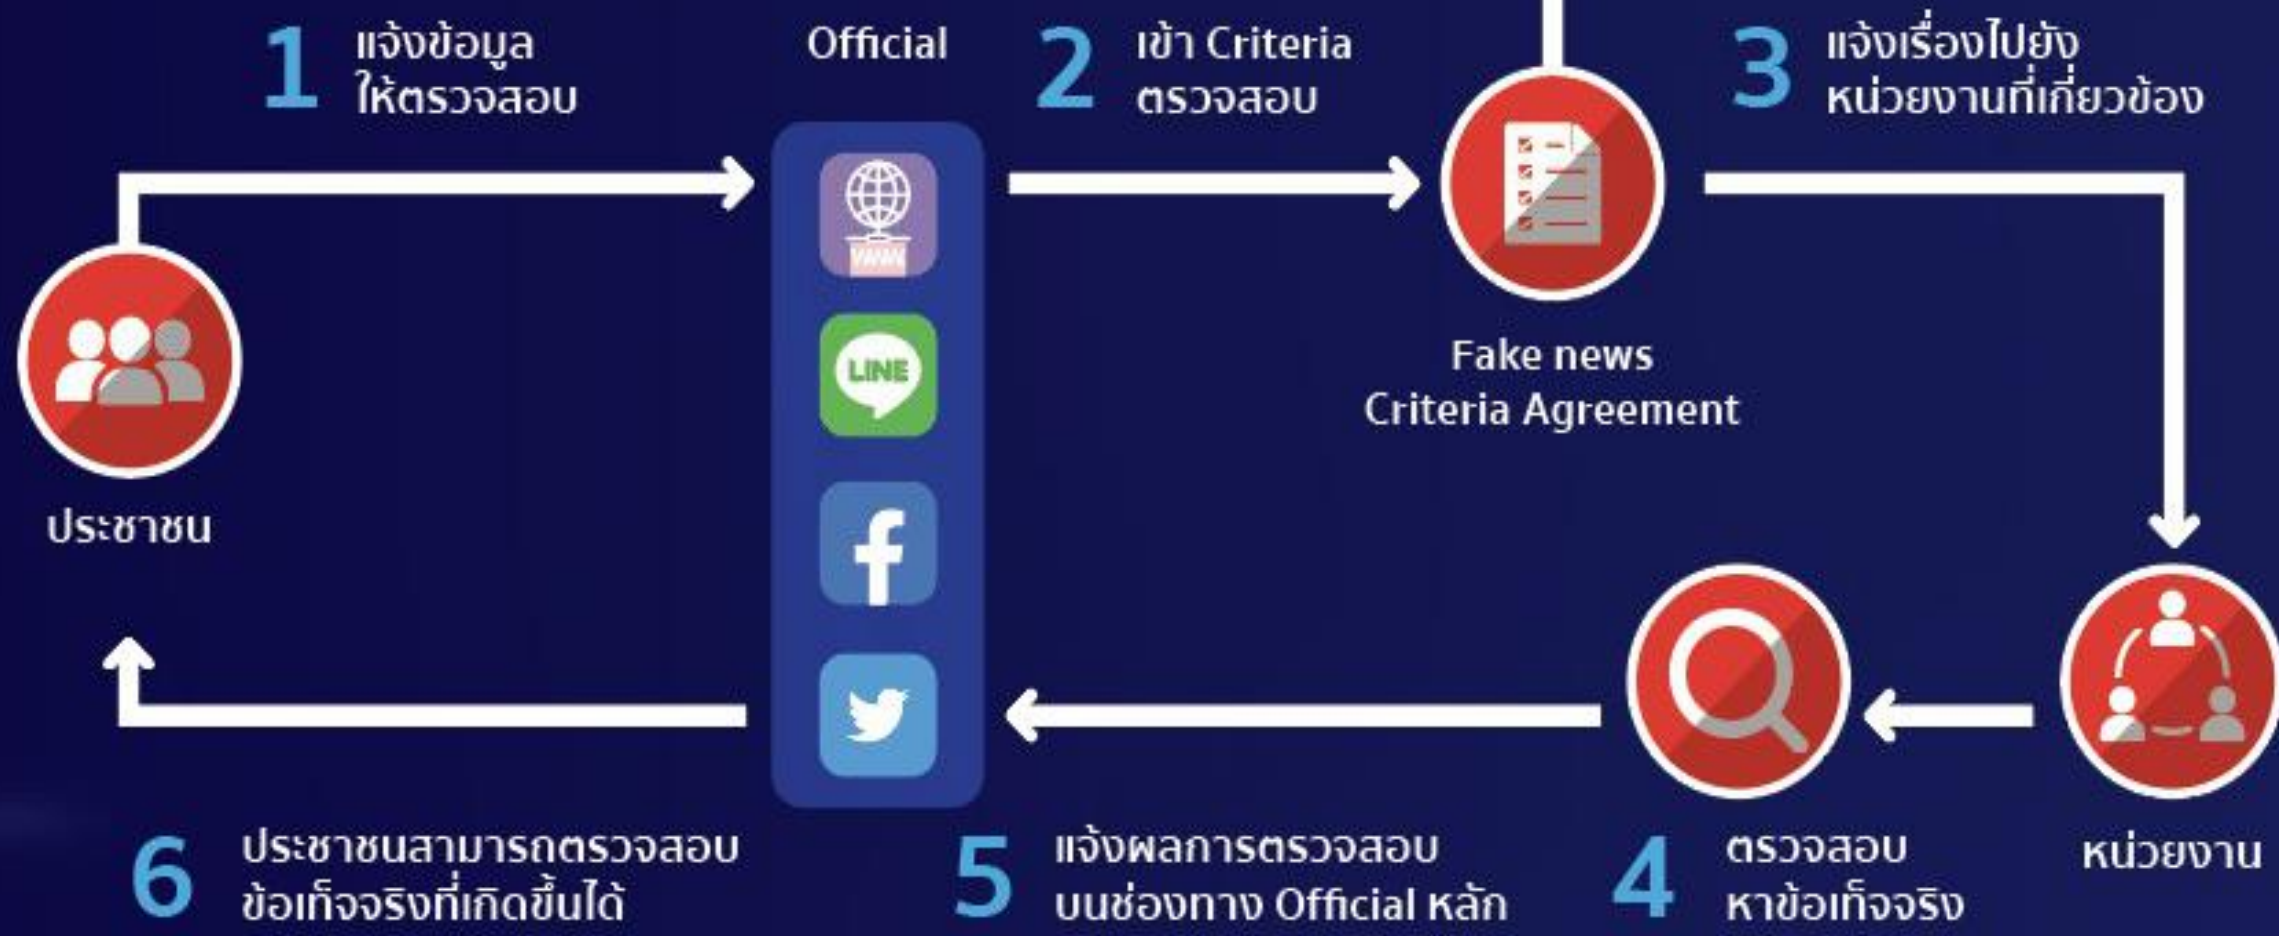 1
แจ้งข้อมูล
ให้ตรวจสอบ
Official
2
เข้า Criteria
ตรวจสอบ
3
แจ้งเรื่องไปยัง
หน่วยงานที่เกี่ยวข้อง
WWW
LINE
Fake news
Criteria Agreement
ประชาชน
6
ประชาชนสามารถตรวจสอบ
ข้อเท็จจริงที่เกิดขึ้นได้
5
แจ้งผลการตรวจสอบ
บนช่องทาง Official หลัก
4
ตรวจสอบ
หาข้อเท็จจริง
หน่วยงาน